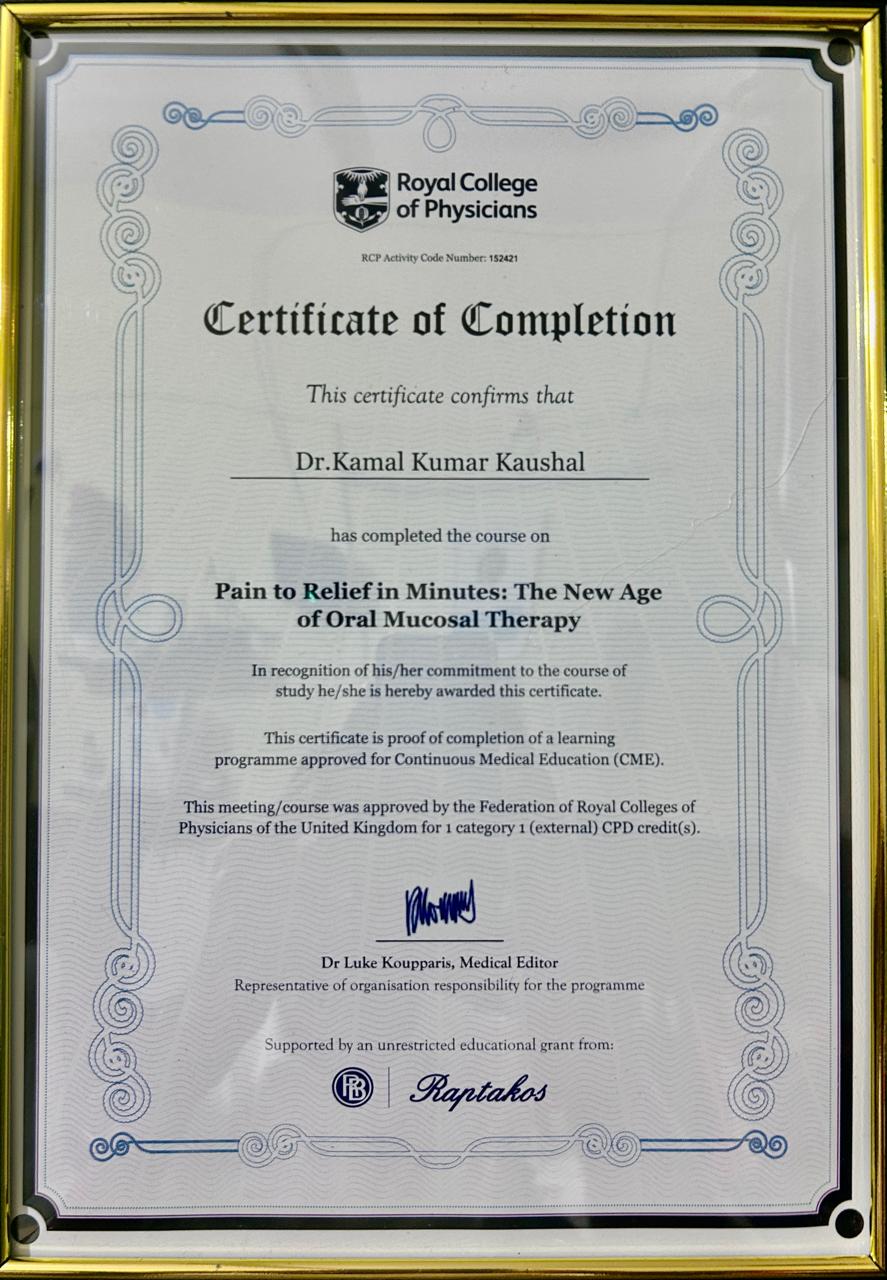 Royal College
of Physicians
RCP Activity Code Number: 152421
Certificate of Completion
This certificate confirms that
Dr.Kamal Kumar Kaushal
has completed the course on
Pain to Relief in Minutes: The New Age
of Oral Mucosal Therapy
In recognition of his/her commitment to the course of
study he/she is hereby awarded this certificate.
This certificate is proof of completion of a learning
programme approved for Continuous Medical Education (CME).
This meeting/course was approved by the Federation of Royal Colleges of
Physicians of the United Kingdom for 1 category 1 (external) CPD credit(s).
Dr Luke Koupparis, Medical Editor
Representative of organisation responsibility for the programme
Supported by an unrestricted educational grant from:
Raptakos